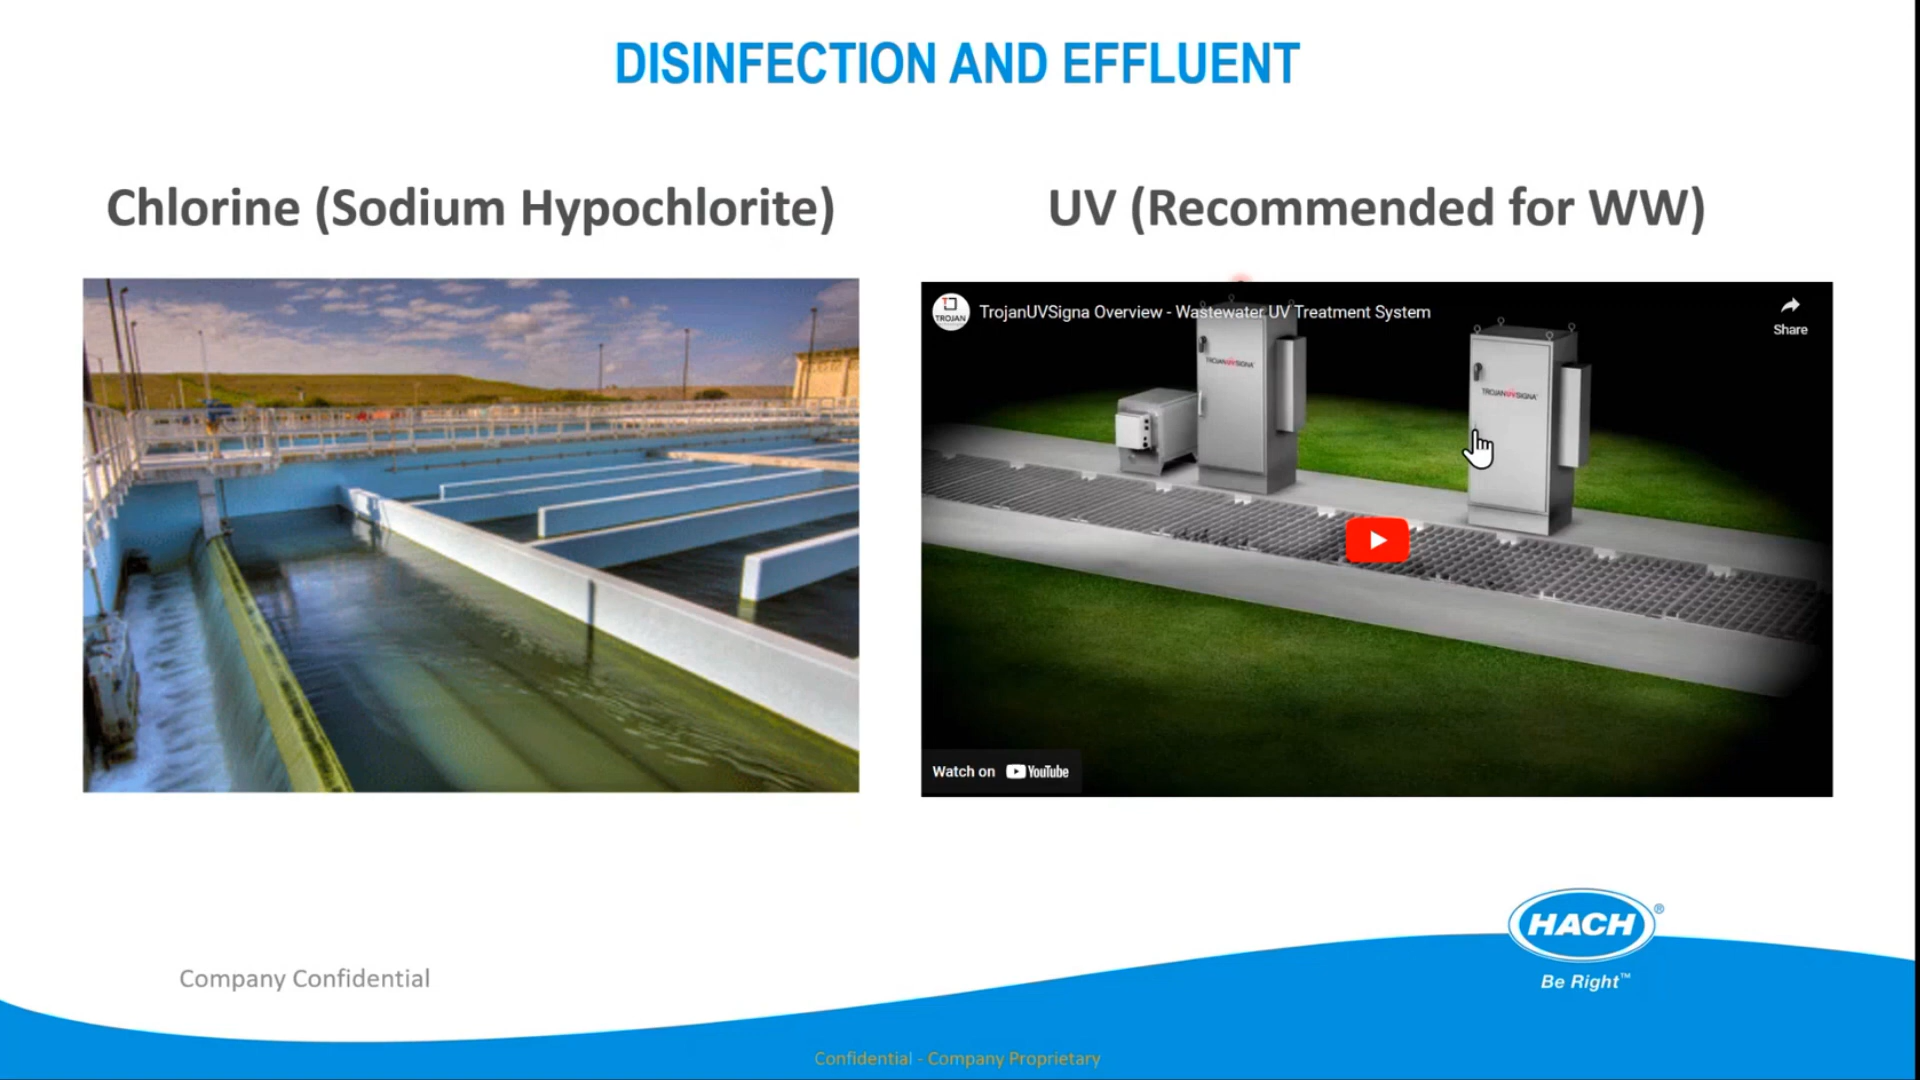 DISINFECTION AND EFFLUENT
Chlorine (Sodium Hypochlorite)
UV (Recommended for WW)
TROJAN
TrojanUVSigna Overview - Wastewater UV Treatment System
Share
TROJANUVSIGNA
TROJANUVSIGNA
Watch on YouTube
HACH®
Be Right™
Company Confidential
Confidential - Company Proprietary